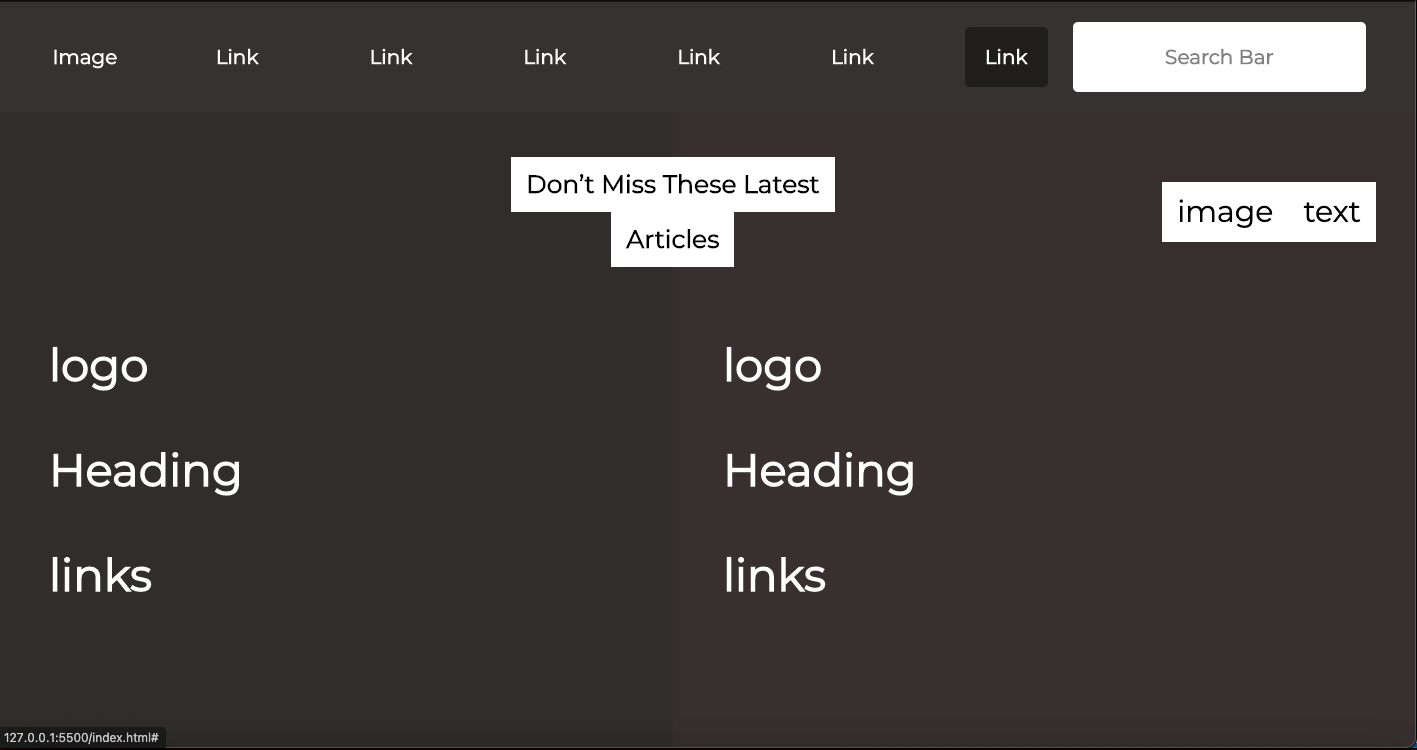 Image Link Link Link Link Link Link Search Bar
Don’t Miss These Latest
Articles
image text
logo
Heading
links
logo
Heading
links
127.0.0.1:5500/index.html#